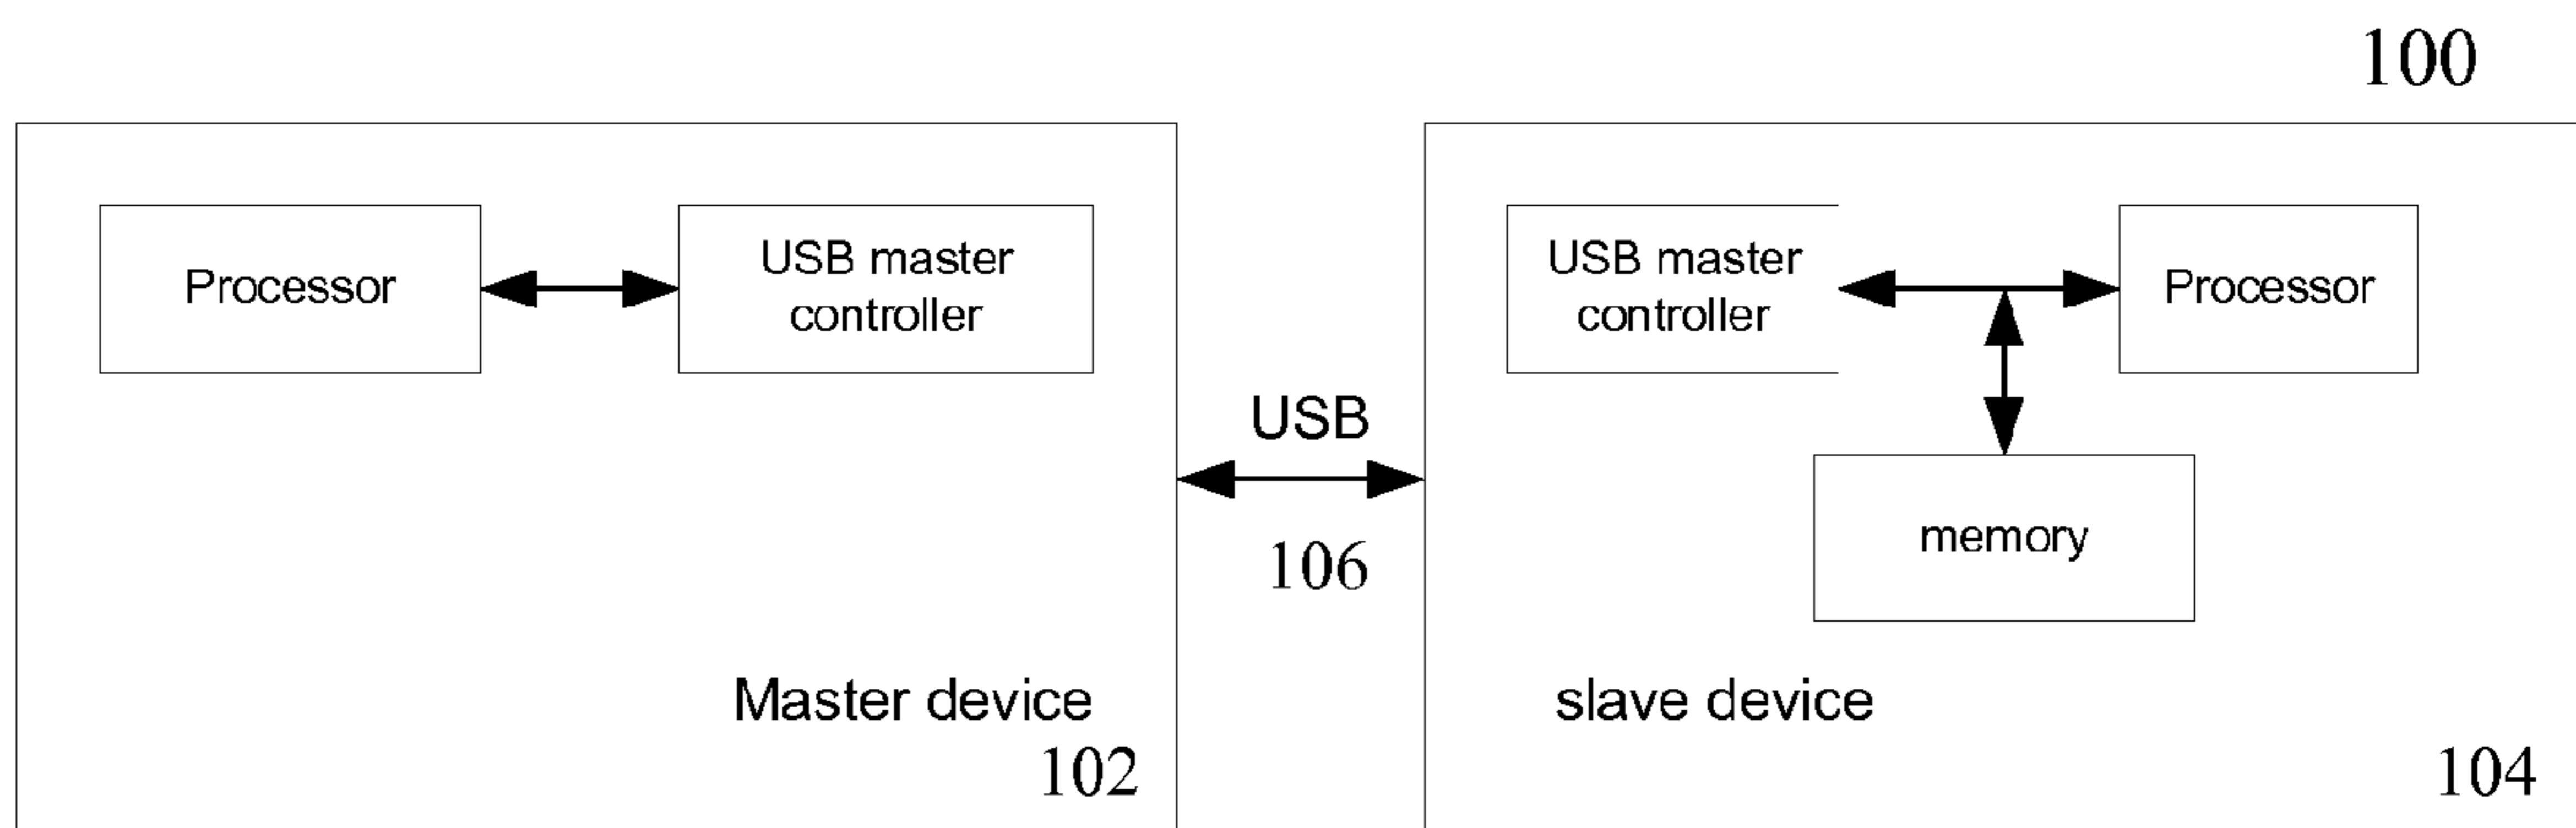 100
Processor
USB master
controller
USB master
controller
Processor
USB
106
memory
Master device
102
slave device
104